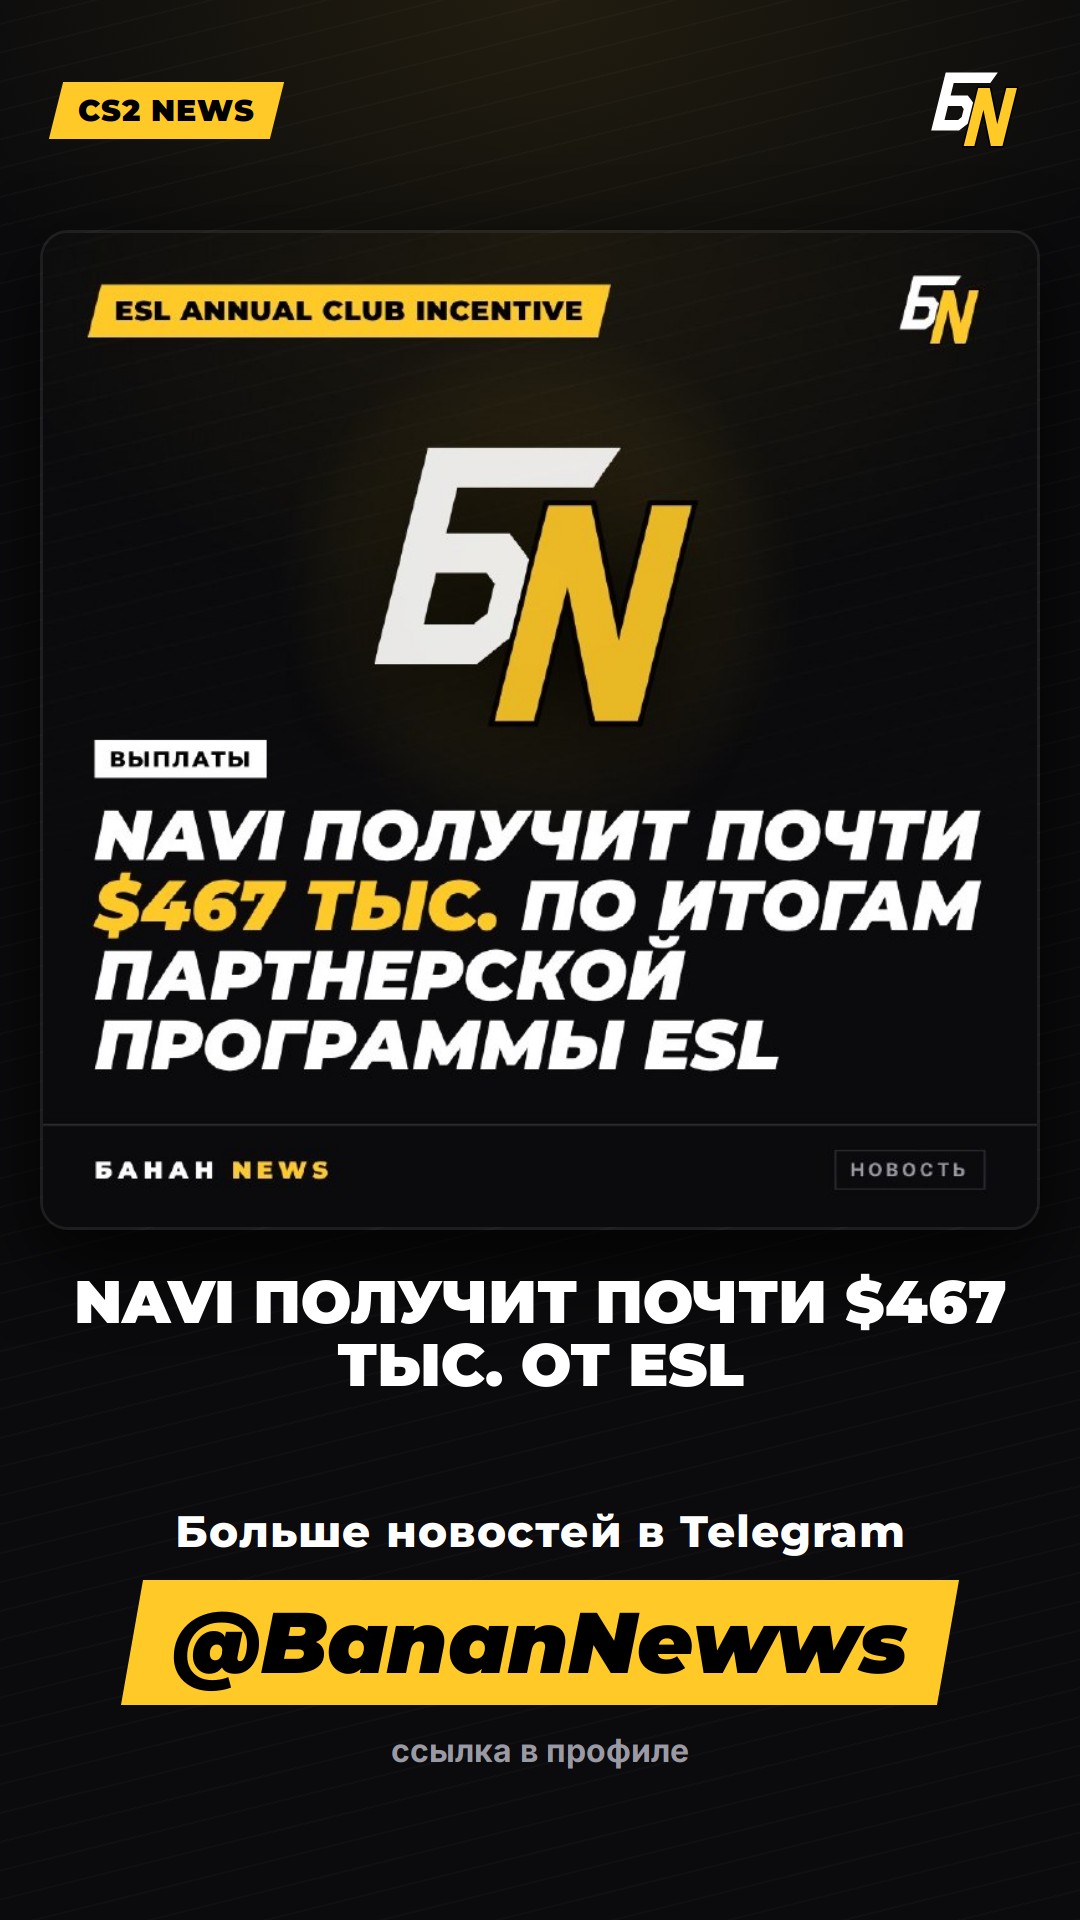 CS2 NEWS
БN
ESL ANNUAL CLUB INCENTIVE
БN
БN
ВЫПЛАТЫ
NAVI ПОЛУЧИТ ПОЧТИ
$467 ТЫС. ПО ИТОГАМ
ПАРТНЕРСКОЙ
ПРОГРАММЫ ESL
БАНАН NEWS
НОВОСТЬ
NAVI ПОЛУЧИТ ПОЧТИ $467
ТЫС. ОТ ESL
Больше новостей в Telegram
@BananNewws
ссылка в профиле